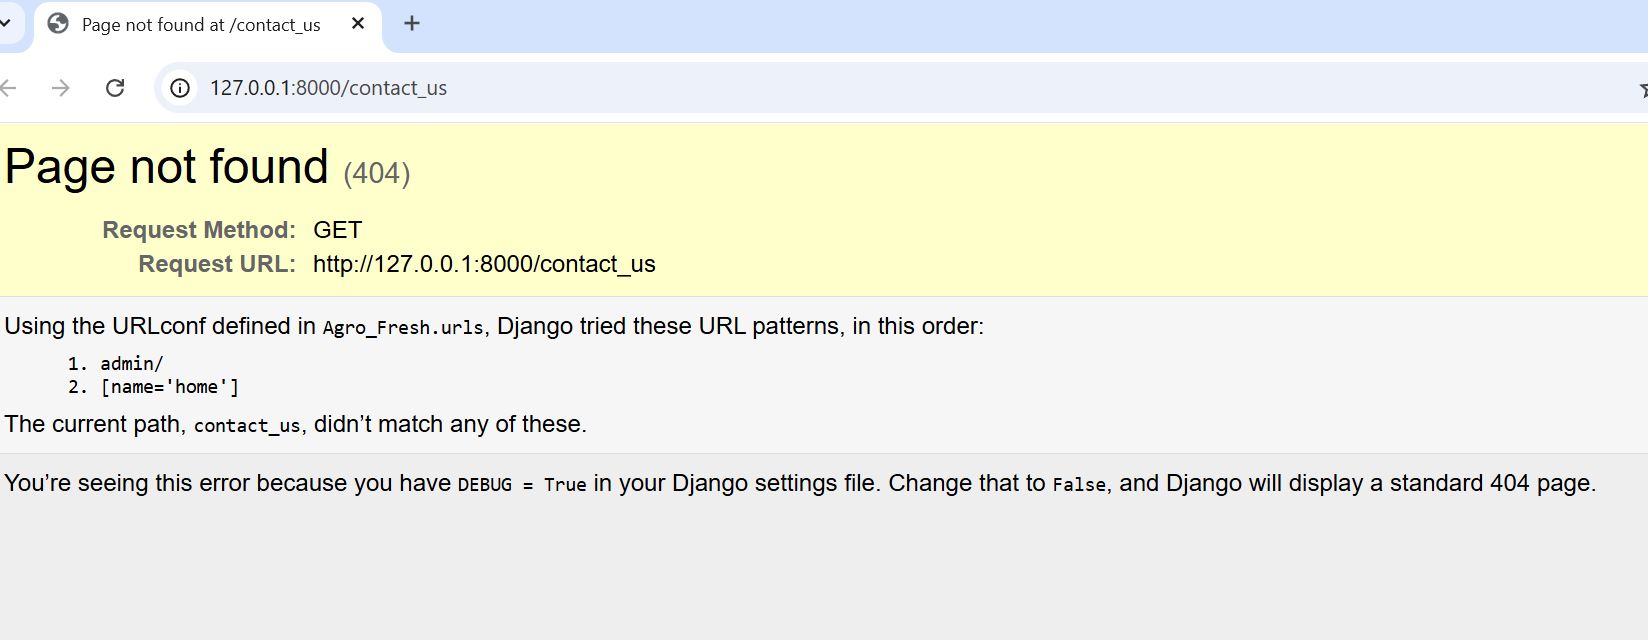 Page not found at /contact_us
127.0.0.1:8000/contact_us
Page not found (404)
Request Method: GET
Request URL: http://127.0.0.1:8000/contact_us
Using the URLconf defined in Agro_Fresh.urls, Django tried these URL patterns, in this order:
1. admin/
2. [name='home']
The current path, contact_us, didn’t match any of these.
You’re seeing this error because you have DEBUG = True in your Django settings file. Change that to False, and Django will display a standard 404 page.